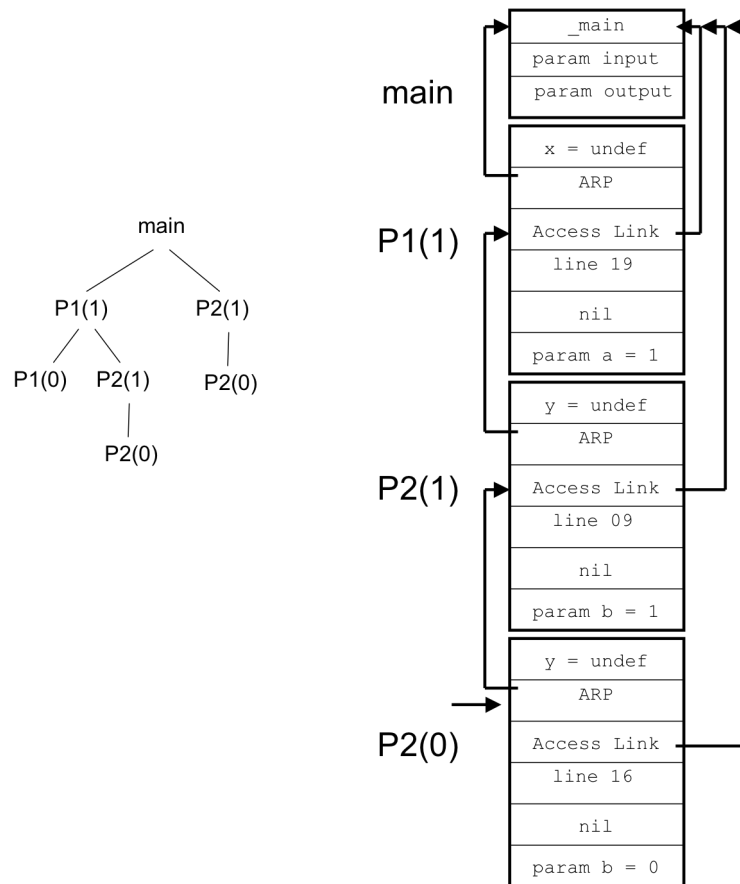 main
P1(1) P2(1)
P1(0) P2(1) P2(0)
P2(0)
main
_main
param input
param output
P1(1)
x = undef
ARP
Access Link
line 19
nil
param a = 1
P2(1)
y = undef
ARP
Access Link
line 09
nil
param b = 1
P2(0)
y = undef
ARP
Access Link
line 16
nil
param b = 0